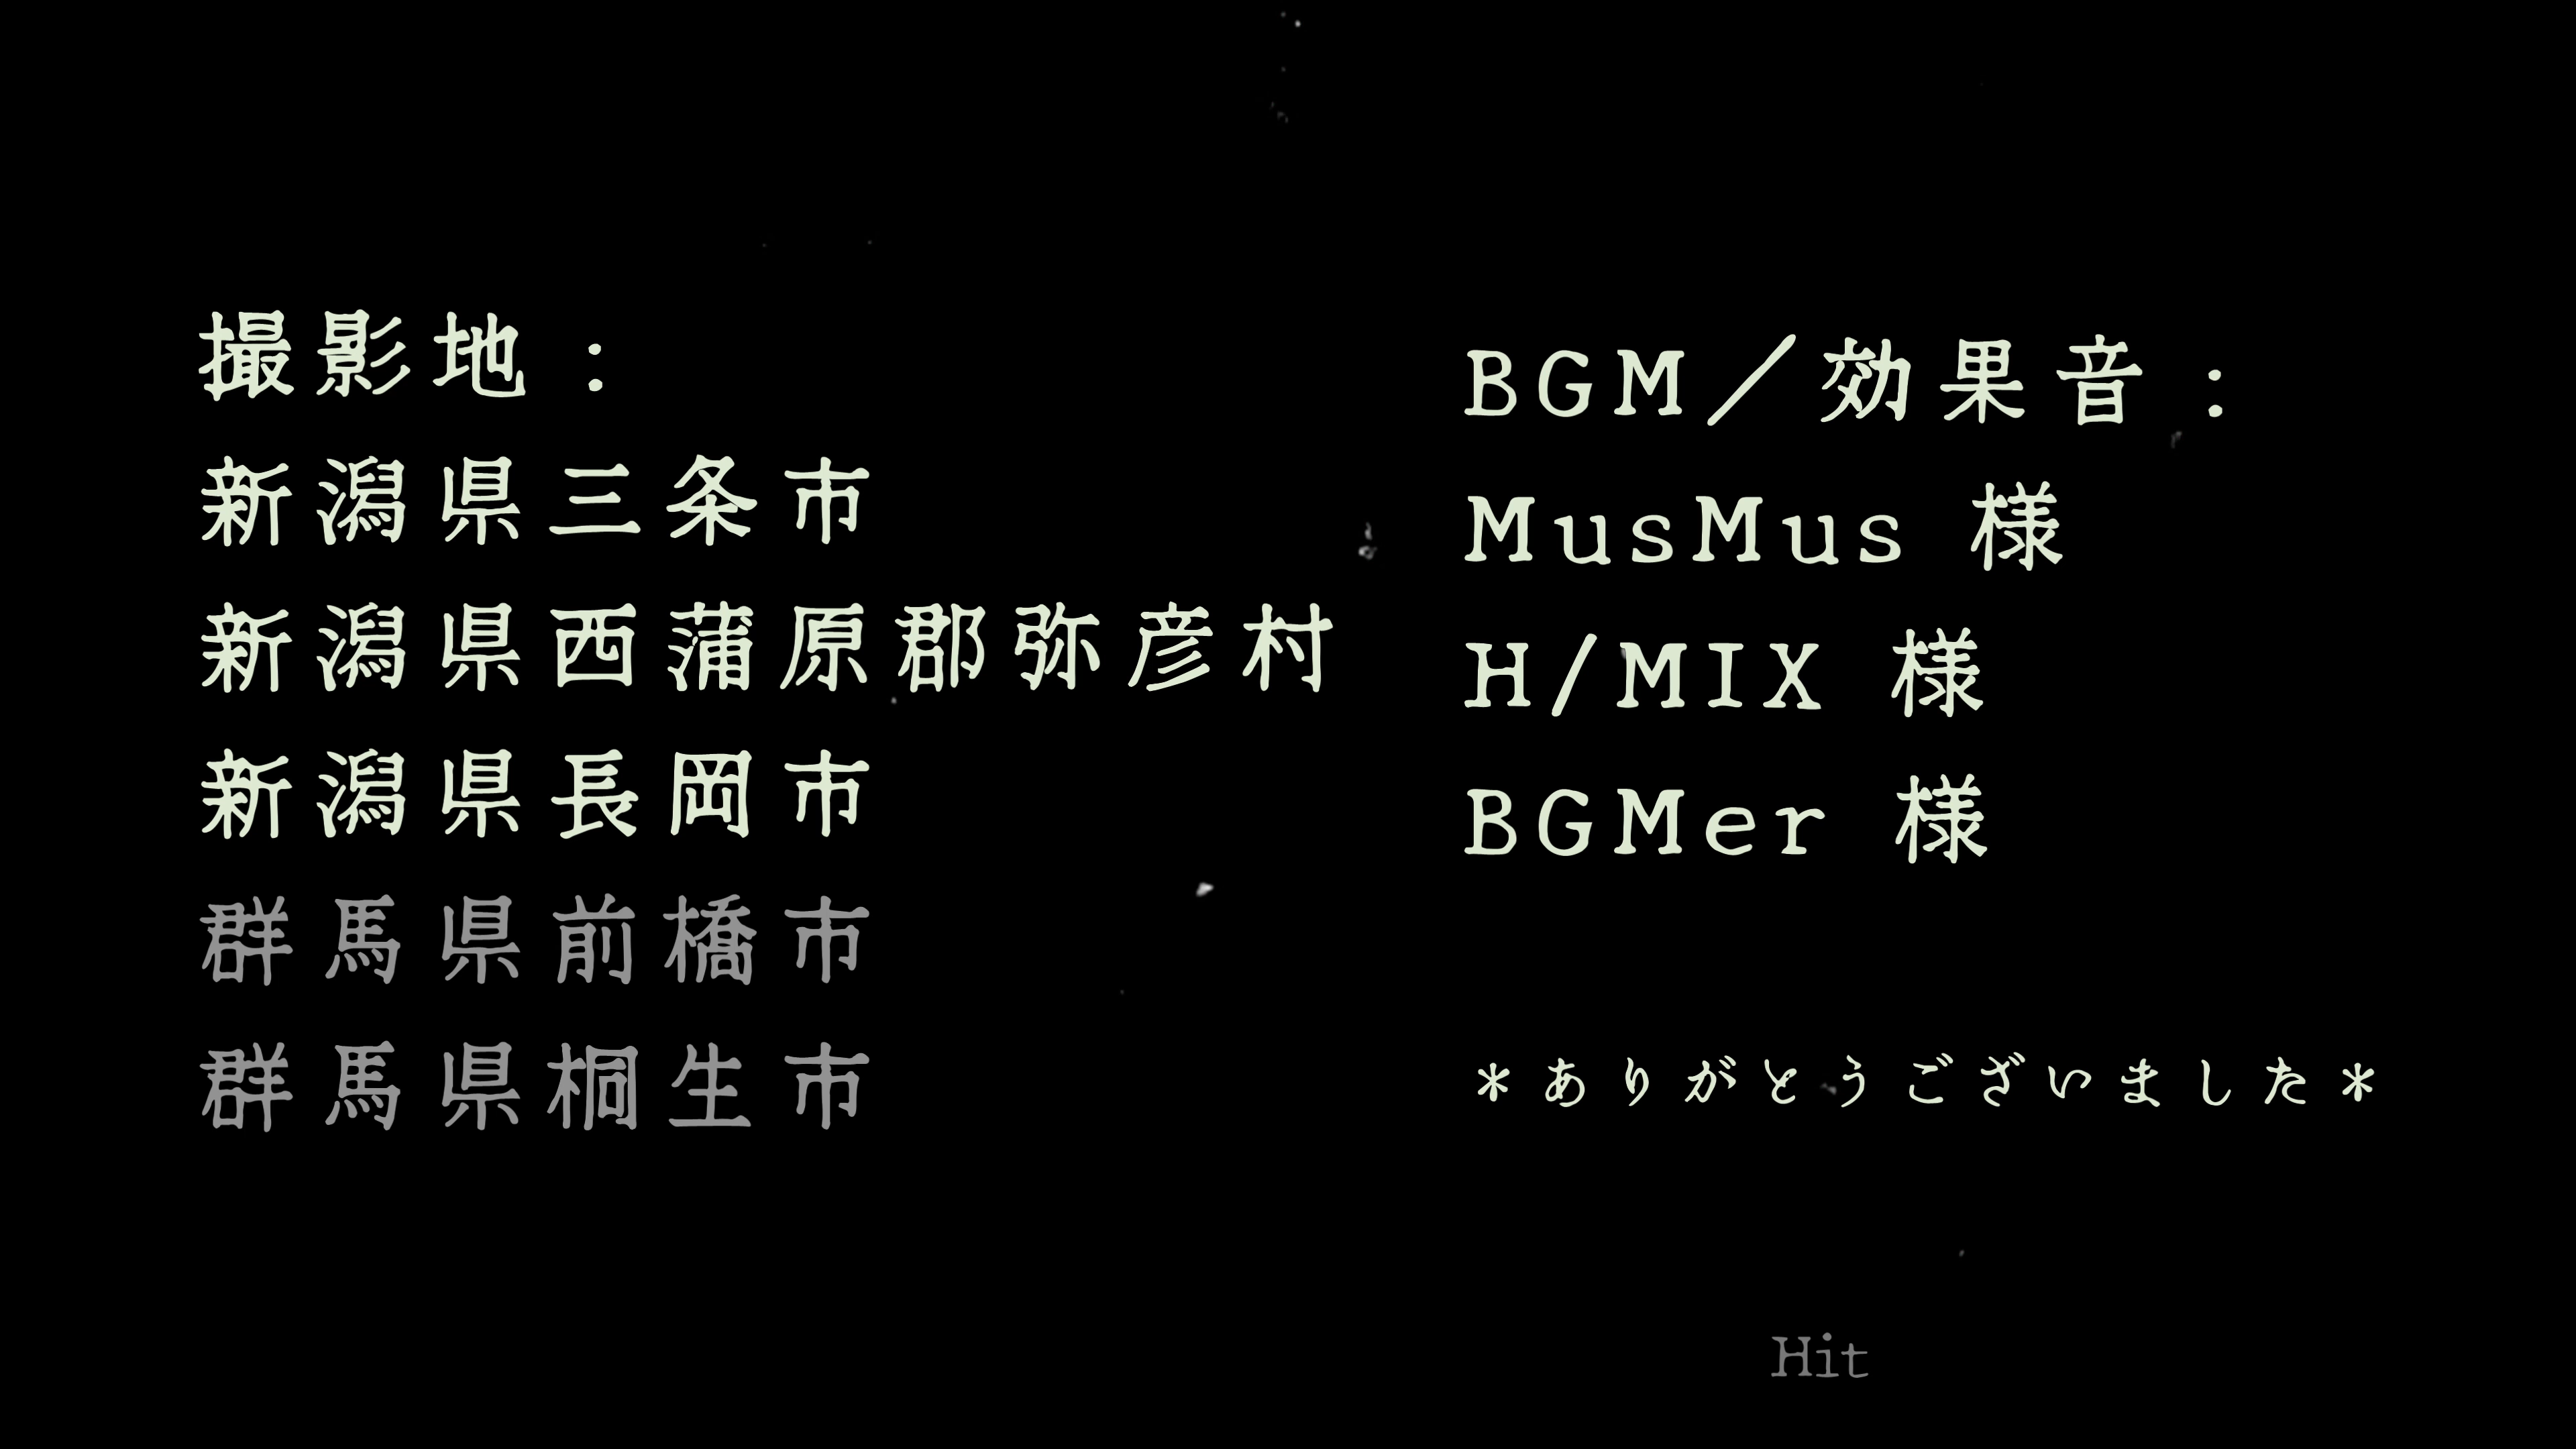 撮影地:
新潟県三条市
新潟県西蒲原郡弥彦村
新潟県長岡市
群馬県前橋市
群馬県桐生市
BGM／効果音:
MusMus 様
H/MIX 様
BGMer 様
*ありがとうございました*
Hit